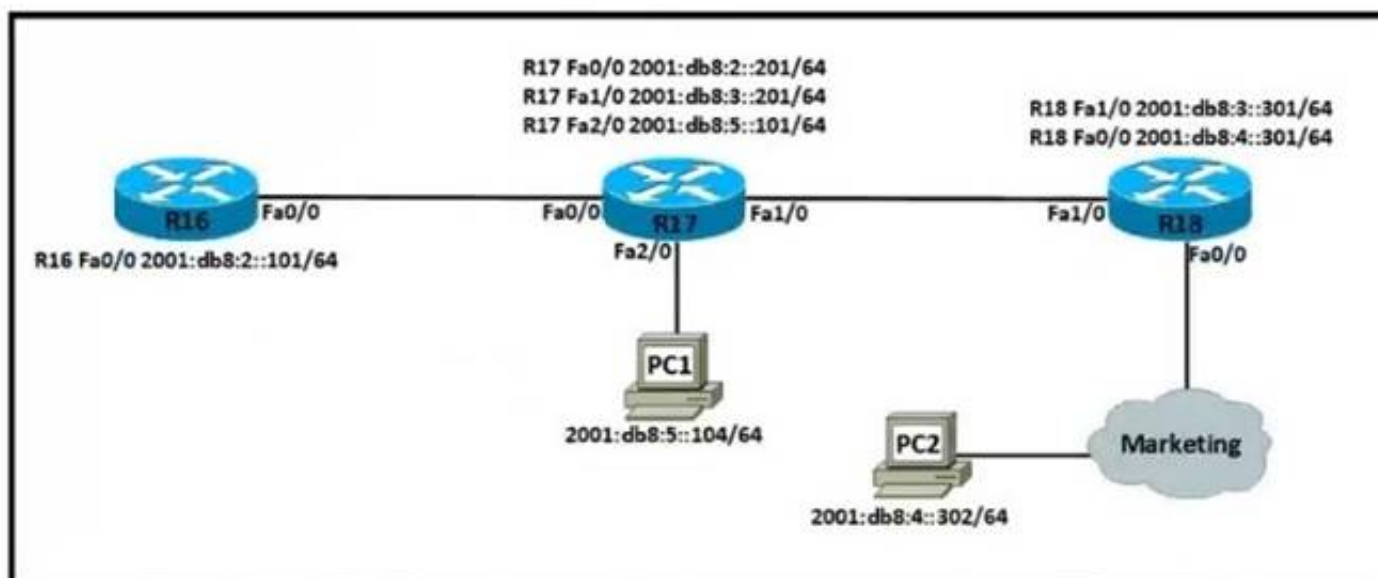 R17 Fa0/0 2001:db8:2::201/64
R17 Fa1/0 2001:db8:3::201/64
R17 Fa2/0 2001:db8:5::101/64
R18 Fa1/0 2001:db8:3::301/64
R18 Fa0/0 2001:db8:4::301/64
R16
Fa0/0
Fa0/0
R17
Fa1/0
Fa1/0
R18
Fa2/0
Fa0/0
R16 Fa0/0 2001:db8:2::101/64
PC1
2001:db8:5::104/64
PC2
Marketing
2001:db8:4::302/64